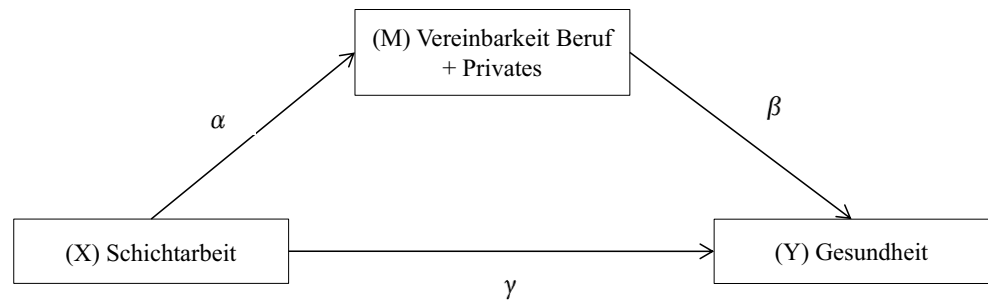 (M) Vereinbarkeit Beruf
+ Privates
α
β
(X) Schichtarbeit
(Y) Gesundheit
γ